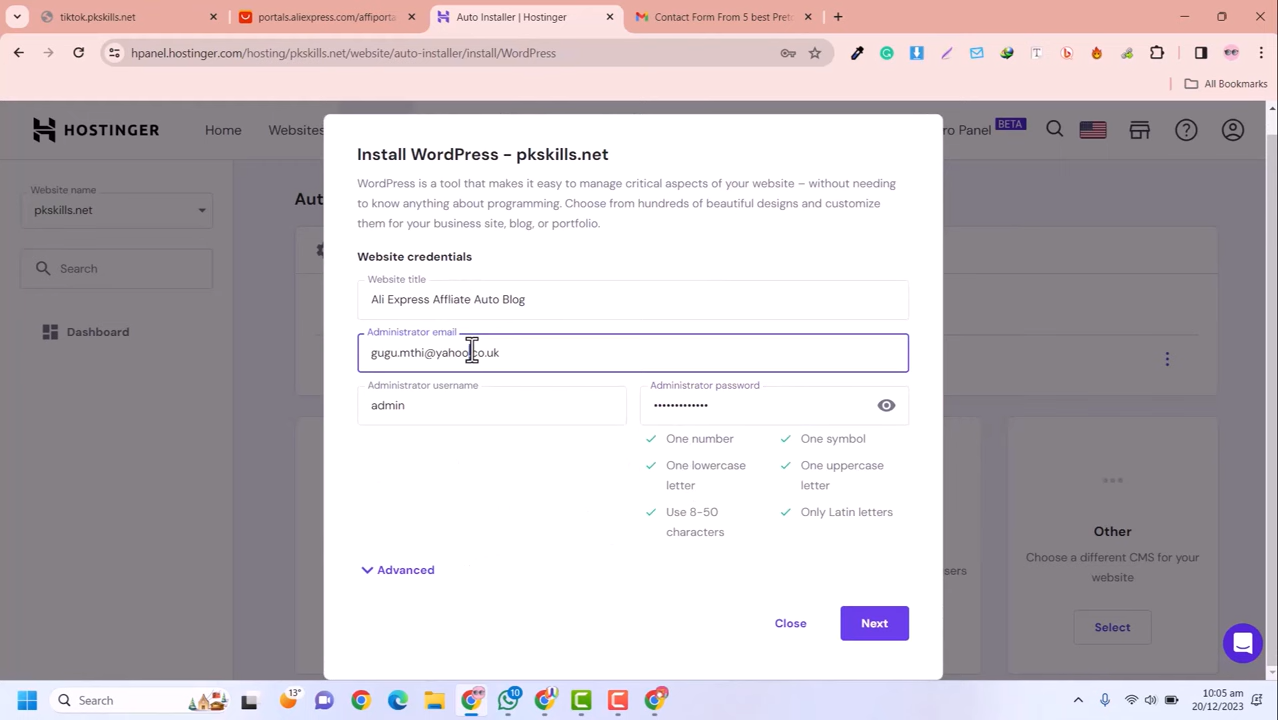 tiktok.pkskills.net
portals.aliexpress.com/affiporta
Auto Installer | Hostinger
Contact Form From 5 best Preto
hpanel.hostinger.com/hosting/pkskills.net/website/auto-installer/install/WordPress
All Bookmarks
HOSTINGER
Home
Websites
ro Panel
BETA
Website name
pkskills.net
Search
Dashboard
Aut
Install WordPress - pkskills.net
WordPress is a tool that makes it easy to manage critical aspects of your website – without needing
to know anything about programming. Choose from hundreds of beautiful designs and customize
them for your business site, blog, or portfolio.
Website credentials
Website title
Ali Express Affliate Auto Blog
Administrator email
gugu.mthi@yahoo.co.uk
Administrator username
admin
Administrator password
•••••••••••••
One number
One symbol
One lowercase
letter
One uppercase
letter
Use 8-50
characters
Only Latin letters
Advanced
Close
Next
sers
Other
Choose a different CMS for your
website
Select
Search
13°
10
10:05 am
20/12/2023